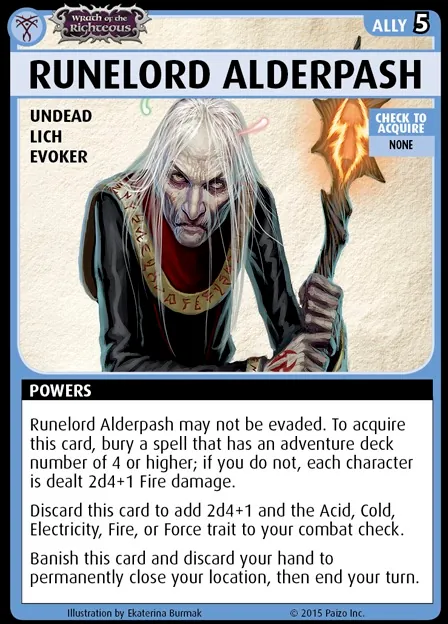 Wrath of the
Righteous
ALLY 5
RUNELORD ALDERPASH
UNDEAD
LICH
EVOKER
CHECK TO
ACQUIRE
NONE
POWERS
Runelord Alderpash may not be evaded. To acquire
this card, bury a spell that has an adventure deck
number of 4 or higher; if you do not, each character
is dealt 2d4+1 Fire damage.
Discard this card to add 2d4+1 and the Acid, Cold,
Electricity, Fire, or Force trait to your combat check.
Banish this card and discard your hand to
permanently close your location, then end your turn.
Illustration by Ekaterina Burmak
© 2015 Paizo Inc.